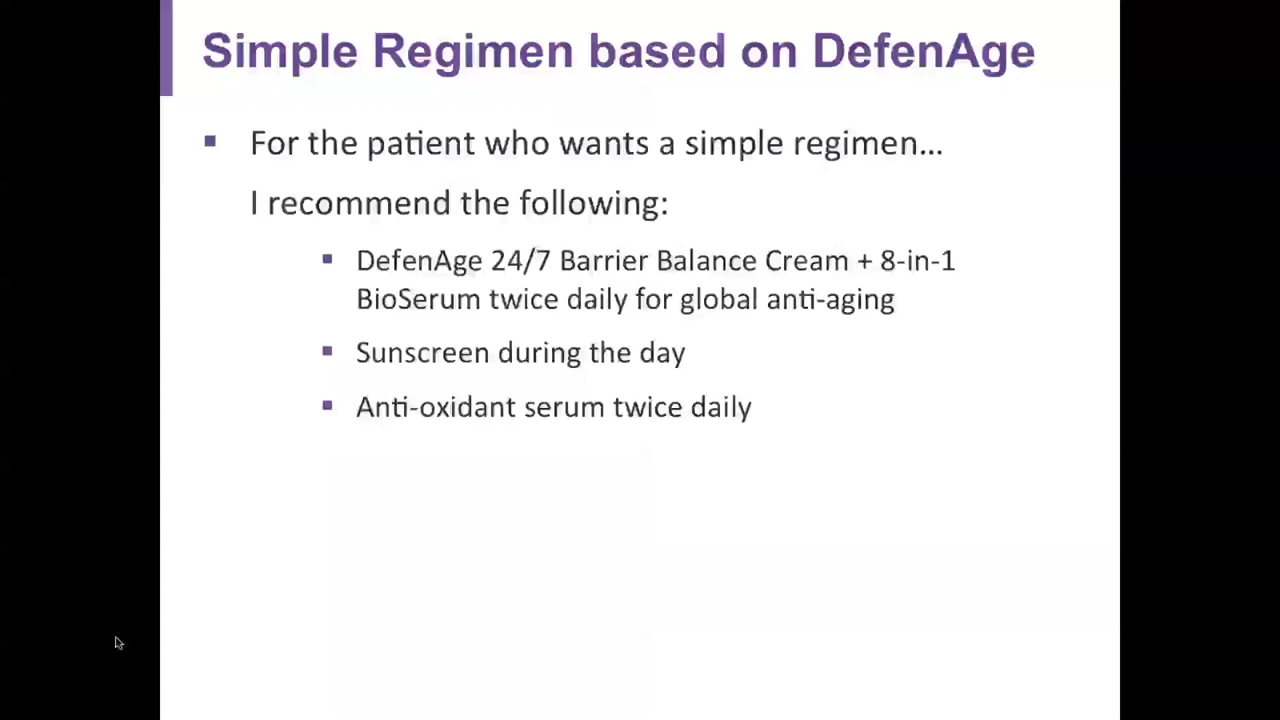 Simple Regimen based on DefenAge
For the patient who wants a simple regimen...
I recommend the following:
DefenAge 24/7 Barrier Balance Cream + 8-in-1
BioSerum twice daily for global anti-aging
Sunscreen during the day
Anti-oxidant serum twice daily